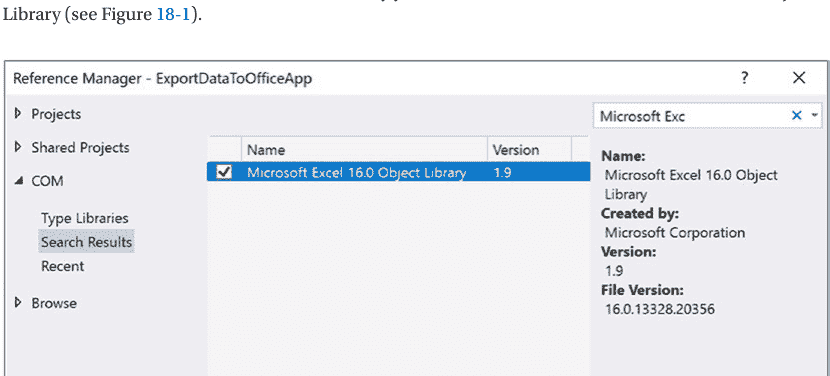 Library (see Figure 18-1).
Reference Manager - ExportDataToOfficeApp
? ×
Projects
Shared Projects
COM
Type Libraries
Search Results
Recent
Browse
Name Version
Microsoft Excel 16.0 Object Library 1.9
Microsoft Exc
Name:
Microsoft Excel 16.0 Object
Library
Created by:
Microsoft Corporation
Version:
1.9
File Version:
16.0.13328.20356